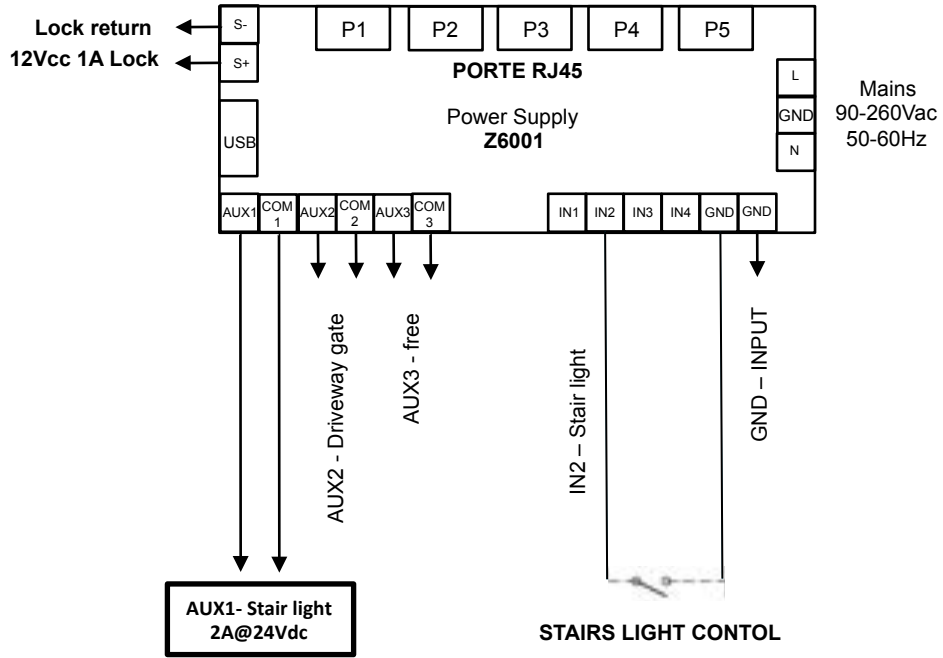 Lock return
12Vcc 1A Lock
S-
S+
USB
P1
P2
P3
P4
P5
PORTE RJ45
Power Supply
Z6001
L
GND
N
Mains
90-260Vac
50-60Hz
AUX1
COM
1
AUX2
COM
2
AUX3
COM
3
IN1
IN2
IN3
IN4
GND
GND
AUX2 - Driveway gate
AUX3 - free
IN2 – Stair light
GND – INPUT
AUX1- Stair light
2A@24Vdc
STAIRS LIGHT CONTOL